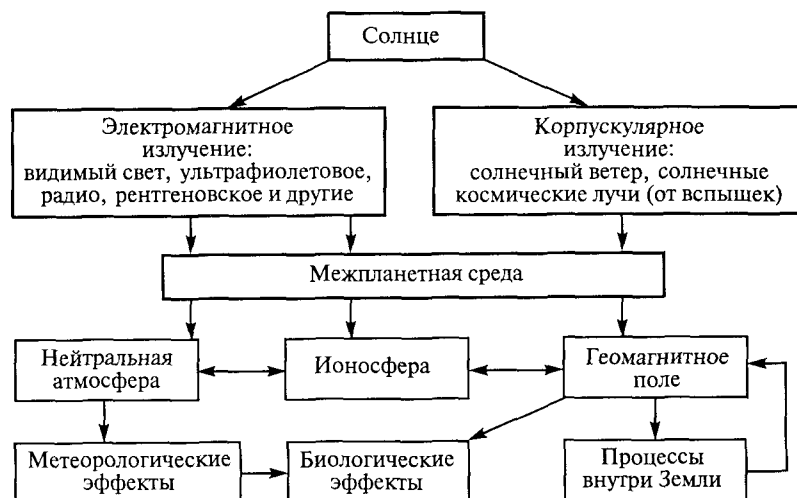 Солнце
Электромагнитное
излучение:
видимый свет, ультрафиолетовое,
радио, рентгеновское и другие
Корпускулярное
излучение:
солнечный ветер, солнечные
космические лучи (от вспышек)
Межпланетная среда
Нейтральная
атмосфера
Ионосфера
Геомагнитное
поле
Метеорологические
эффекты
Биологические
эффекты
Процессы
внутри Земли